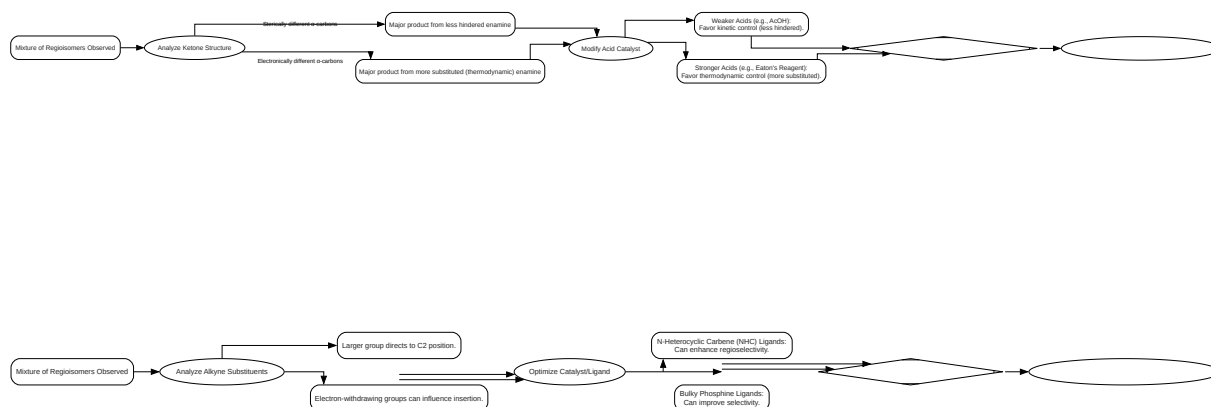 Sterically different α-carbons
Major product from less hindered enamine
Weaker Acids (e.g., AcOH):
Favor kinetic control (less hindered).
Mixture of Regioisomers Observed
Analyze Ketone Structure
Modify Acid Catalyst
Electronically different α-carbons
Major product from more substituted (thermodynamic) enamine
Stronger Acids (e.g., Eaton's Reagent):
Favor thermodynamic control (more substituted).
Larger group directs to C2 position.
N-Heterocyclic Carbene (NHC) Ligands:
Can enhance regioselectivity.
Mixture of Regioisomers Observed
Analyze Alkyne Substituents
Optimize Catalyst/Ligand
Electron-withdrawing groups can influence insertion.
Bulky Phosphine Ligands:
Can improve selectivity.